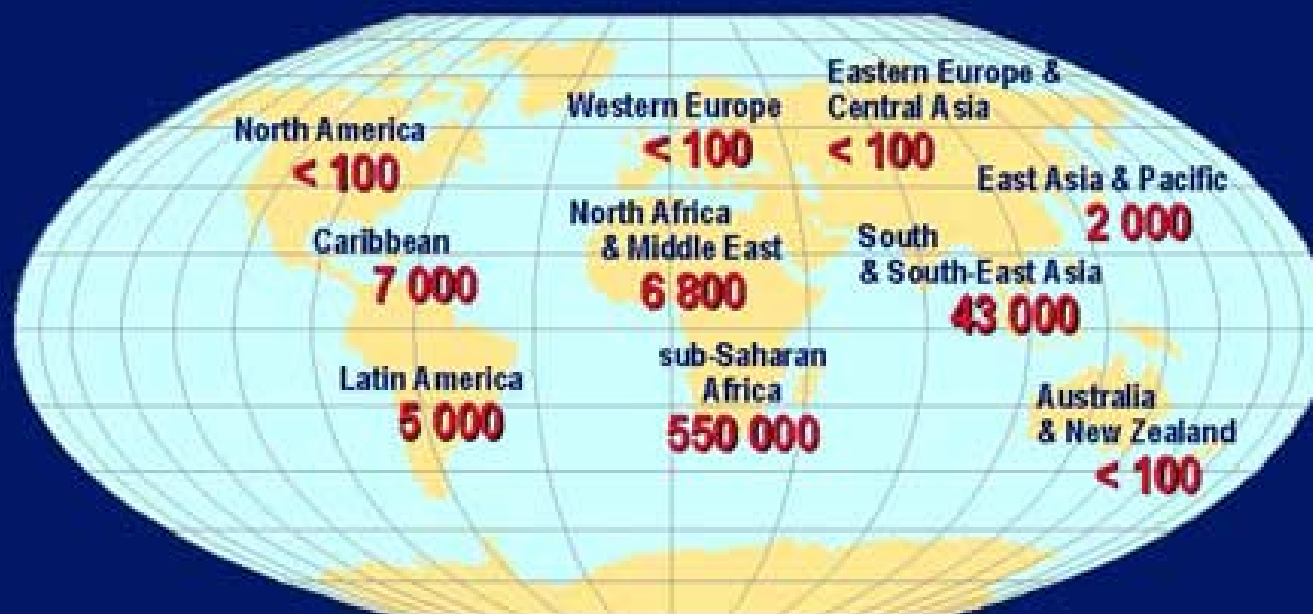 North America
< 100
Western Europe
< 100
Eastern Europe &
Central Asia
< 100
East Asia & Pacific
2 000
Caribbean
7 000
North Africa
& Middle East
6 800
South
& South-East Asia
43 000
Latin America
5 000
sub-Saharan
Africa
550 000
Australia
& New Zealand
< 100